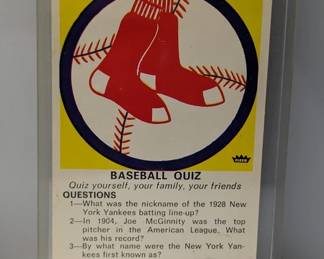 FLEER
BASEBALL QUIZ
Quiz yourself, your family, your friends
QUESTIONS
1—What was the nickname of the 1928 New
York Yankees batting line-up?
2—In 1904, Joe McGinnity was the top
pitcher in the American League. What
was his record?
3—By what name were the New York Yan-
kees first known as?